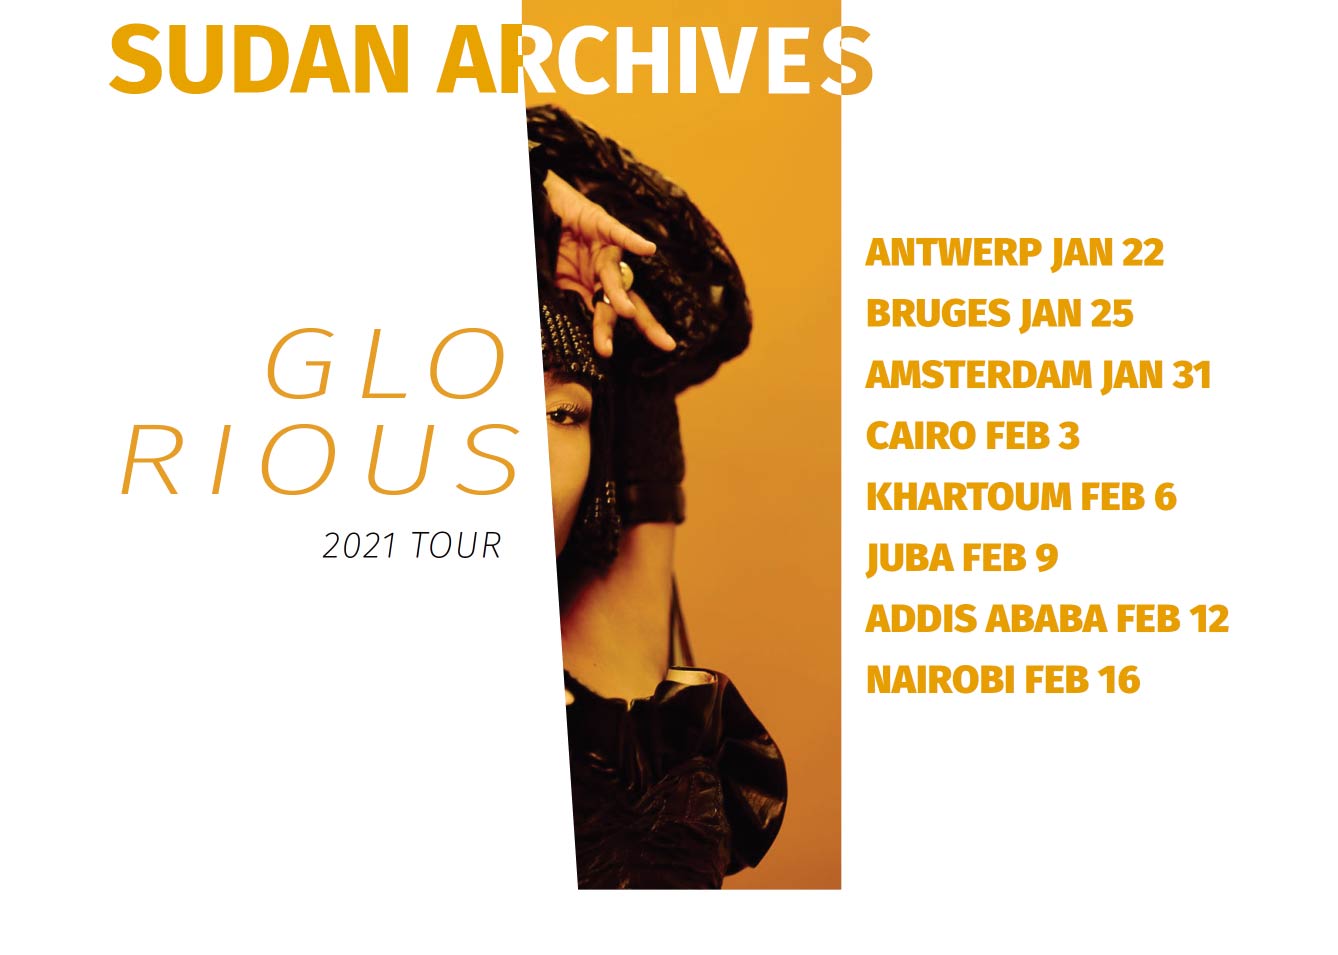 SUDAN ARCHIVES
GLO
RIOUS
2021 TOUR
ANTWERP JAN 22
BRUGES JAN 25
AMSTERDAM JAN 31
CAIRO FEB 3
KHARTOUM FEB 6
JUBA FEB 9
ADDIS ABABA FEB 12
NAIROBI FEB 16